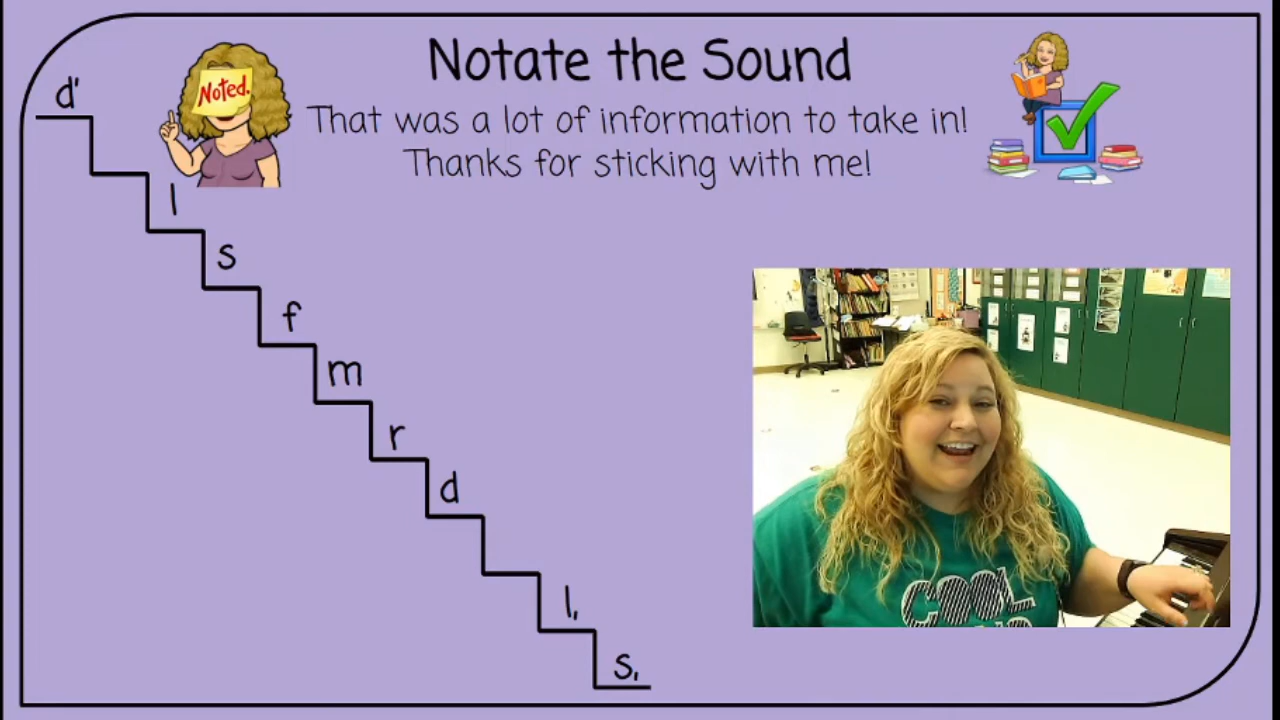 Notate the Sound
That was a lot of information to take in!
Thanks for sticking with me!
Noted.
d'
l
s
f
m
r
d
l,
s,
COOL